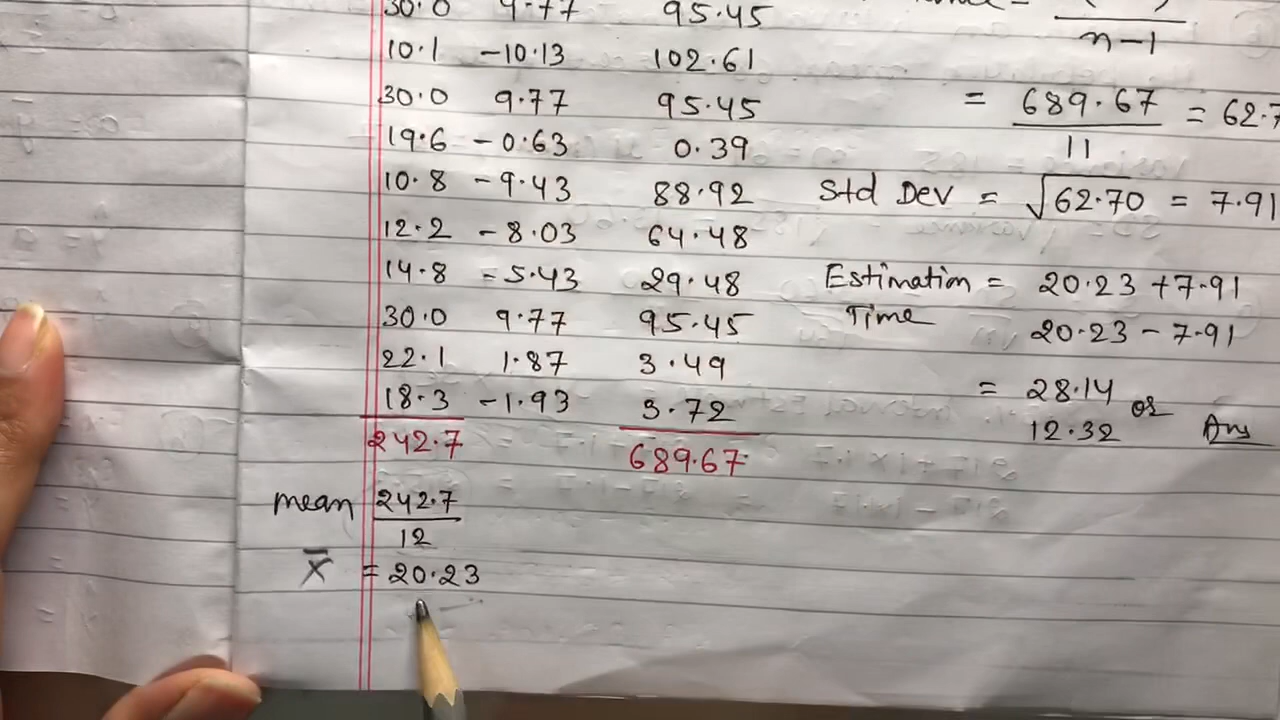 30.0 9.77 95.45
10.1 -10.13 102.61
30.0 9.77 95.45
19.6 - 0.63 0.39
10.8 - 9.43 88.92
12.2 - 8.03 64.48
14.8 - 5.43 29.48
30.0 9.77 95.45
22.1 1.87 3.49
18.3 - 1.93 3.72
242.7 689.67
mean 242.7
12
x̄ = 20.23
n-1
= 689.67 = 62.7
11
Std Dev = √62.70 = 7.91
Estimation = 20.23 + 7.91
Time 20.23 - 7.91
= 28.14 or
12.32 Ans